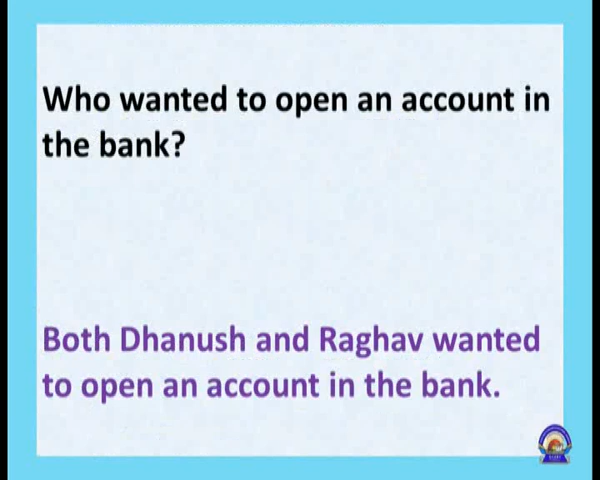 Who wanted to open an account in
the bank?
Both Dhanush and Raghav wanted
to open an account in the bank.